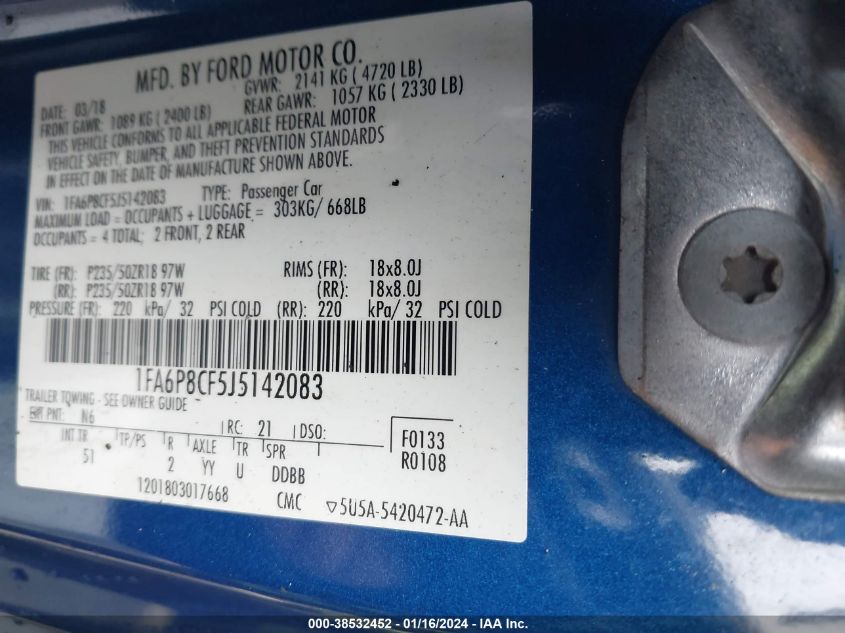 MFD. BY FORD MOTOR CO.
DATE: 03/18 GVWR: 2141 KG ( 4720 LB)
FRONT GAWR: 1089 KG ( 2400 LB) REAR GAWR: 1057 KG ( 2330 LB)
THIS VEHICLE CONFORMS TO ALL APPLICABLE FEDERAL MOTOR
VEHICLE SAFETY, BUMPER, AND THEFT PREVENTION STANDARDS
IN EFFECT ON THE DATE OF MANUFACTURE SHOWN ABOVE.
VIN: 1FA6P8CF5J5142083 TYPE: Passenger Car
MAXIMUM LOAD = OCCUPANTS + LUGGAGE = 303KG/ 668LB
OCCUPANTS = 4 TOTAL; 2 FRONT, 2 REAR
TIRE (FR): P235/50ZR18 97W RIMS (FR): 18x8.0J
(RR): P235/50ZR18 97W (RR): 18x8.0J
PRESSURE (FR): 220 kPa/ 32 PSI COLD (RR): 220 kPa/ 32 PSI COLD
1FA6P8CF5J5142083
TRAILER TOWING - SEE OWNER GUIDE
EXT PNT: N6 RC: 21 DSO: F0133
INT TR TP/PS R AXLE TR SPR R0108
51 2 YY U DDBB
1201803017668 CMC ▽5U5A-5420472-AA
000-38532452 - 01/16/2024 - IAA Inc.